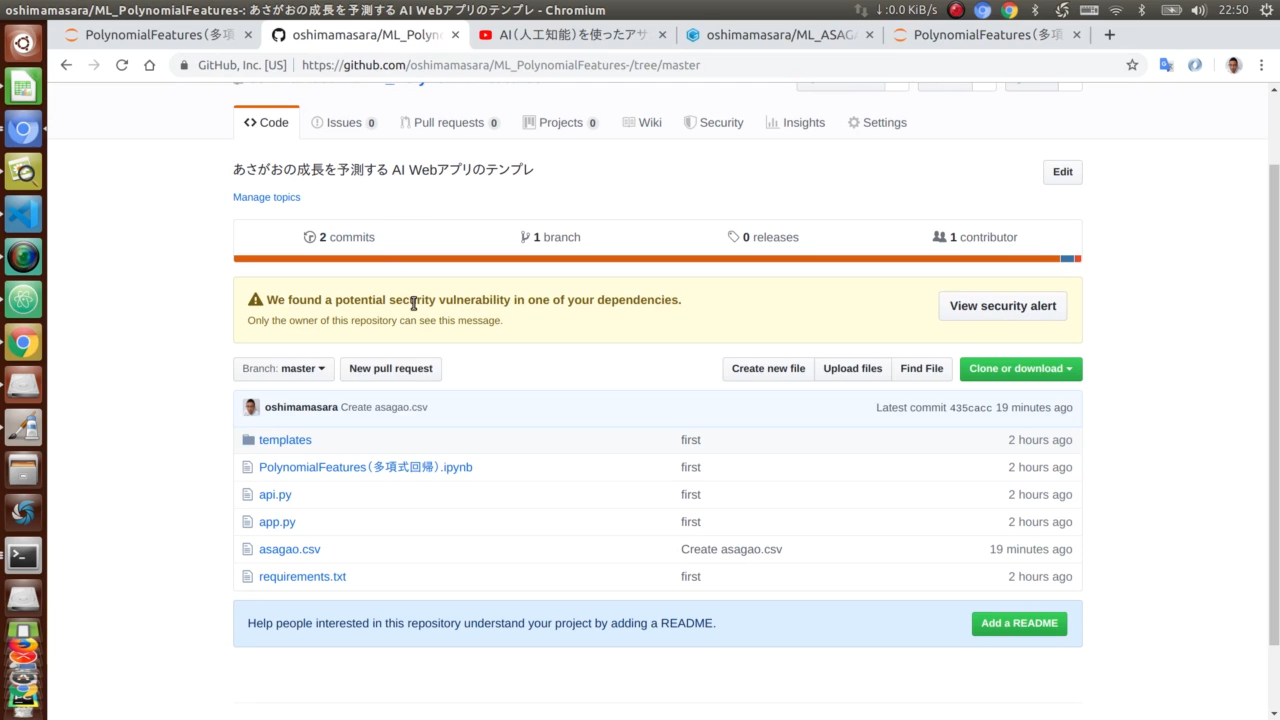 oshimamasara/ML_PolynomialFeatures-: あさがおの成長を予測する AI Webアプリのテンプレ - Chromium
↓:0.0 KiB/s
22:50
PolynomialFeatures(多項
oshimamasara/ML_Polyn
AI(人工知能)を使ったアサ
oshimamasara/ML_ASAGA
PolynomialFeatures(多項
GitHub, Inc. [US]
https://github.com/oshimamasara/ML_PolynomialFeatures-/tree/master
Code
Issues 0
Pull requests 0
Projects 0
Wiki
Security
Insights
Settings
あさがおの成長を予測する AI Webアプリのテンプレ
Edit
Manage topics
2 commits
1 branch
0 releases
1 contributor
We found a potential security vulnerability in one of your dependencies.
Only the owner of this repository can see this message.
View security alert
Branch: master
New pull request
Create new file
Upload files
Find File
Clone or download
oshimamasara Create asagao.csv
Latest commit 435cacc 19 minutes ago
templates
first
2 hours ago
PolynomialFeatures(多項式回帰).ipynb
first
2 hours ago
api.py
first
2 hours ago
app.py
first
2 hours ago
asagao.csv
Create asagao.csv
19 minutes ago
requirements.txt
first
2 hours ago
Help people interested in this repository understand your project by adding a README.
Add a README